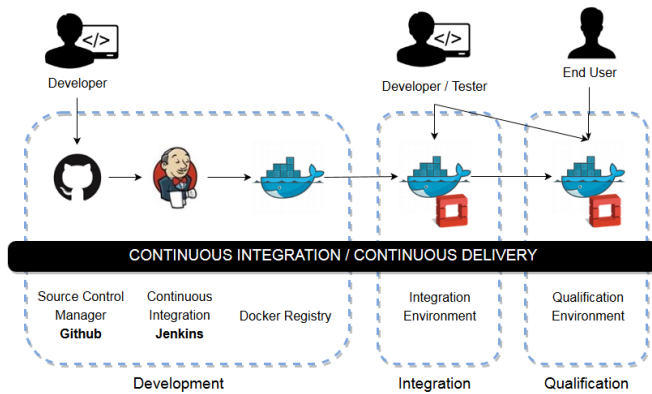 </>
</>
Developer
Developer / Tester
End User
CONTINUOUS INTEGRATION / CONTINUOUS DELIVERY
Source Control
Manager
Github
Continuous
Integration
Jenkins
Docker Registry
Integration
Environment
Qualification
Environment
Development
Integration
Qualification